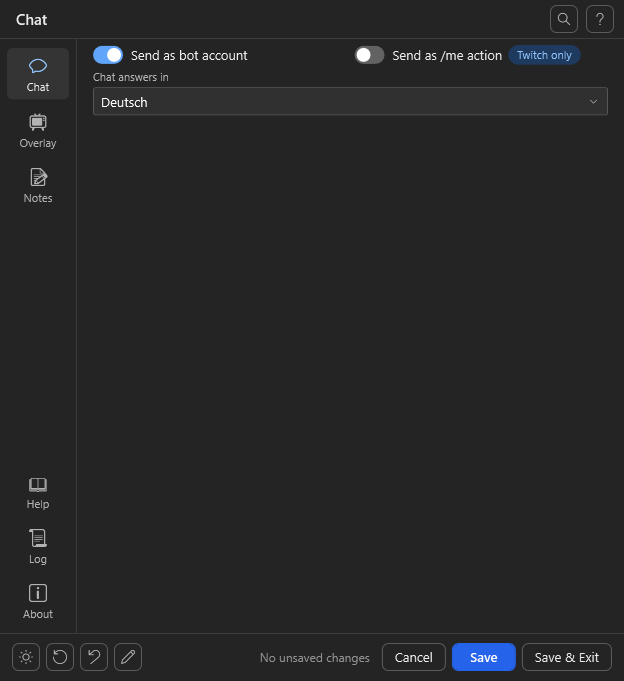 Chat
?
Send as bot account
Send as /me action
Twitch only
Chat answers in
Deutsch
Chat
Overlay
Notes
Help
Log
About
No unsaved changes
Cancel
Save
Save & Exit